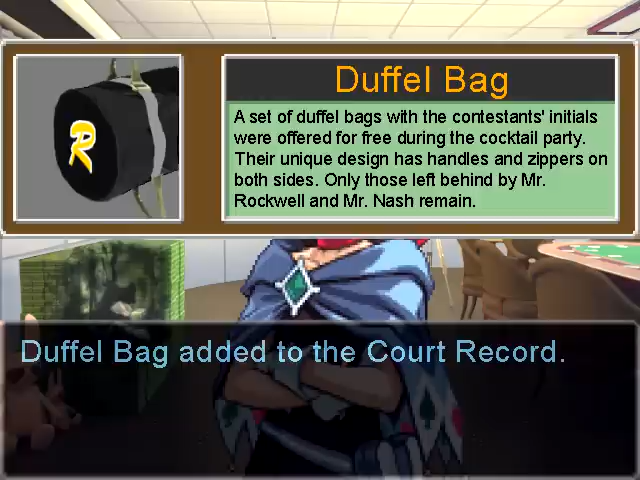 Duffel Bag
R
A set of duffel bags with the contestants' initials
were offered for free during the cocktail party.
Their unique design has handles and zippers on
both sides. Only those left behind by Mr.
Rockwell and Mr. Nash remain.
Duffel Bag added to the Court Record.